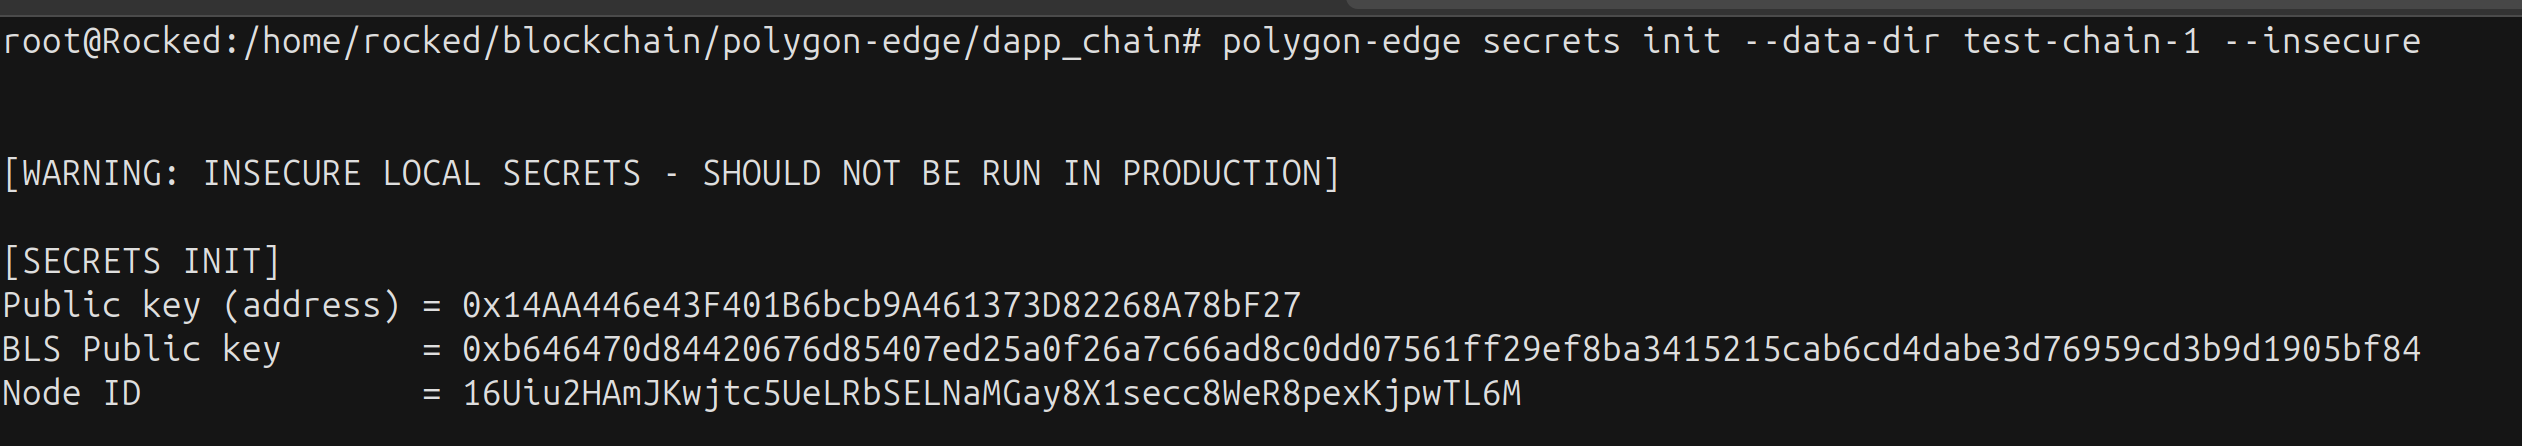 root@Rocked:/home/rocked/blockchain/polygon-edge/dapp_chain# polygon-edge secrets init --data-dir test-chain-1 --insecure
[WARNING: INSECURE LOCAL SECRETS - SHOULD NOT BE RUN IN PRODUCTION]
[SECRETS INIT]
Public key (address) = 0x14AA446e43F401B6bcb9A461373D82268A78bF27
BLS Public key       = 0xb646470d84420676d85407ed25a0f26a7c66ad8c0dd07561ff29ef8ba3415215cab6cd4dabe3d76959cd3b9d1905bf84
Node ID              = 16Uiu2HAmJKwjtc5UeLRbSELNaMGay8X1secc8WeR8pexKjpwTL6M